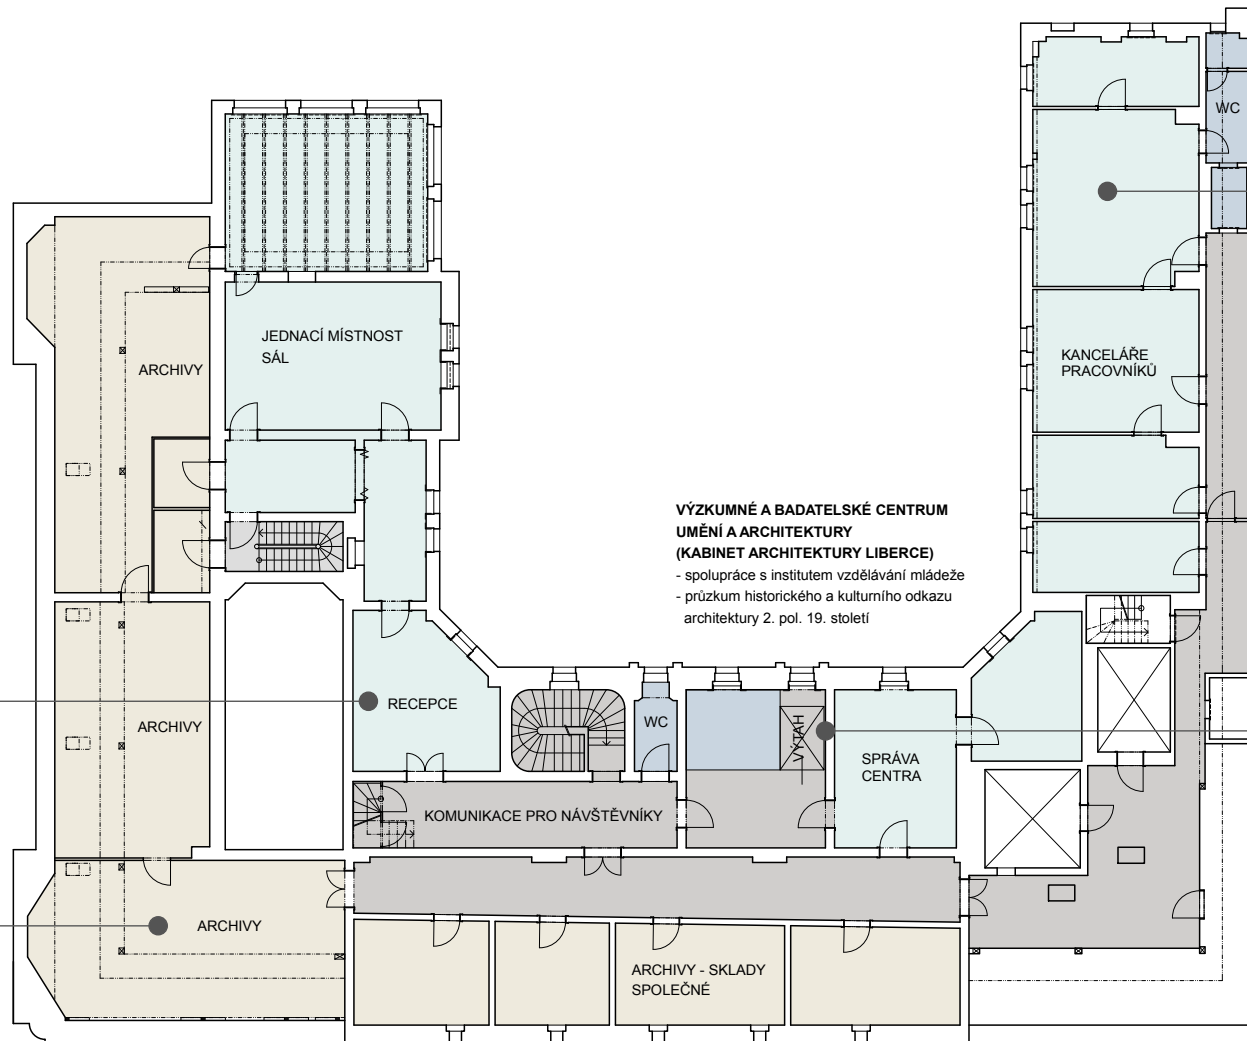 WC
JEDNACÍ MÍSTNOST
SÁL
ARCHIVY
KANCELÁŘE
PRACOVNÍKŮ
VÝZKUMNÉ A BADATELSKÉ CENTRUM
UMĚNÍ A ARCHITEKTURY
(KABINET ARCHITEKTURY LIBERCE)
- spolupráce s institutem vzdělávání mládeže
- průzkum historického a kulturního odkazu
architektury 2. pol. 19. století
RECEPCE
ARCHIVY
WC
VÝTAH
SPRÁVA
CENTRA
KOMUNIKACE PRO NÁVŠTĚVNÍKY
ARCHIVY
ARCHIVY - SKLADY
SPOLEČNÉ